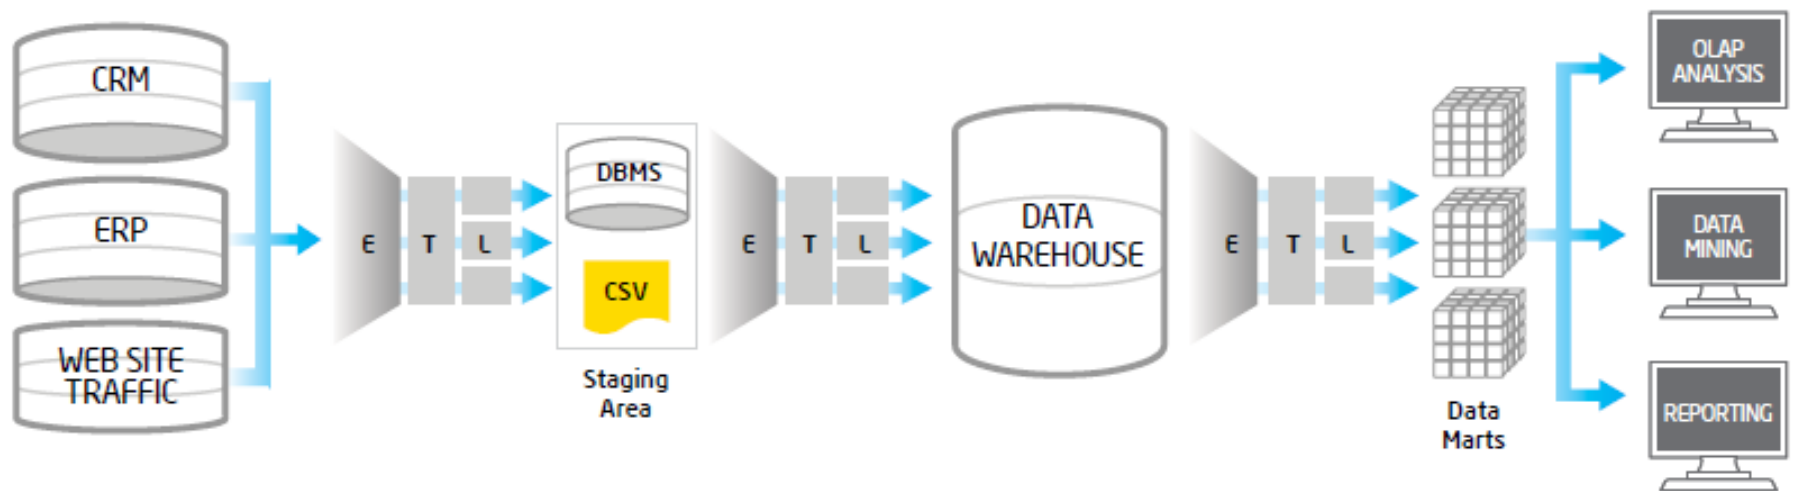 CRM
ERP
WEB SITE
TRAFFIC
E T L
DBMS
CSV
Staging
Area
E T L
DATA
WAREHOUSE
E T L
Data
Marts
OLAP
ANALYSIS
DATA
MINING
REPORTING